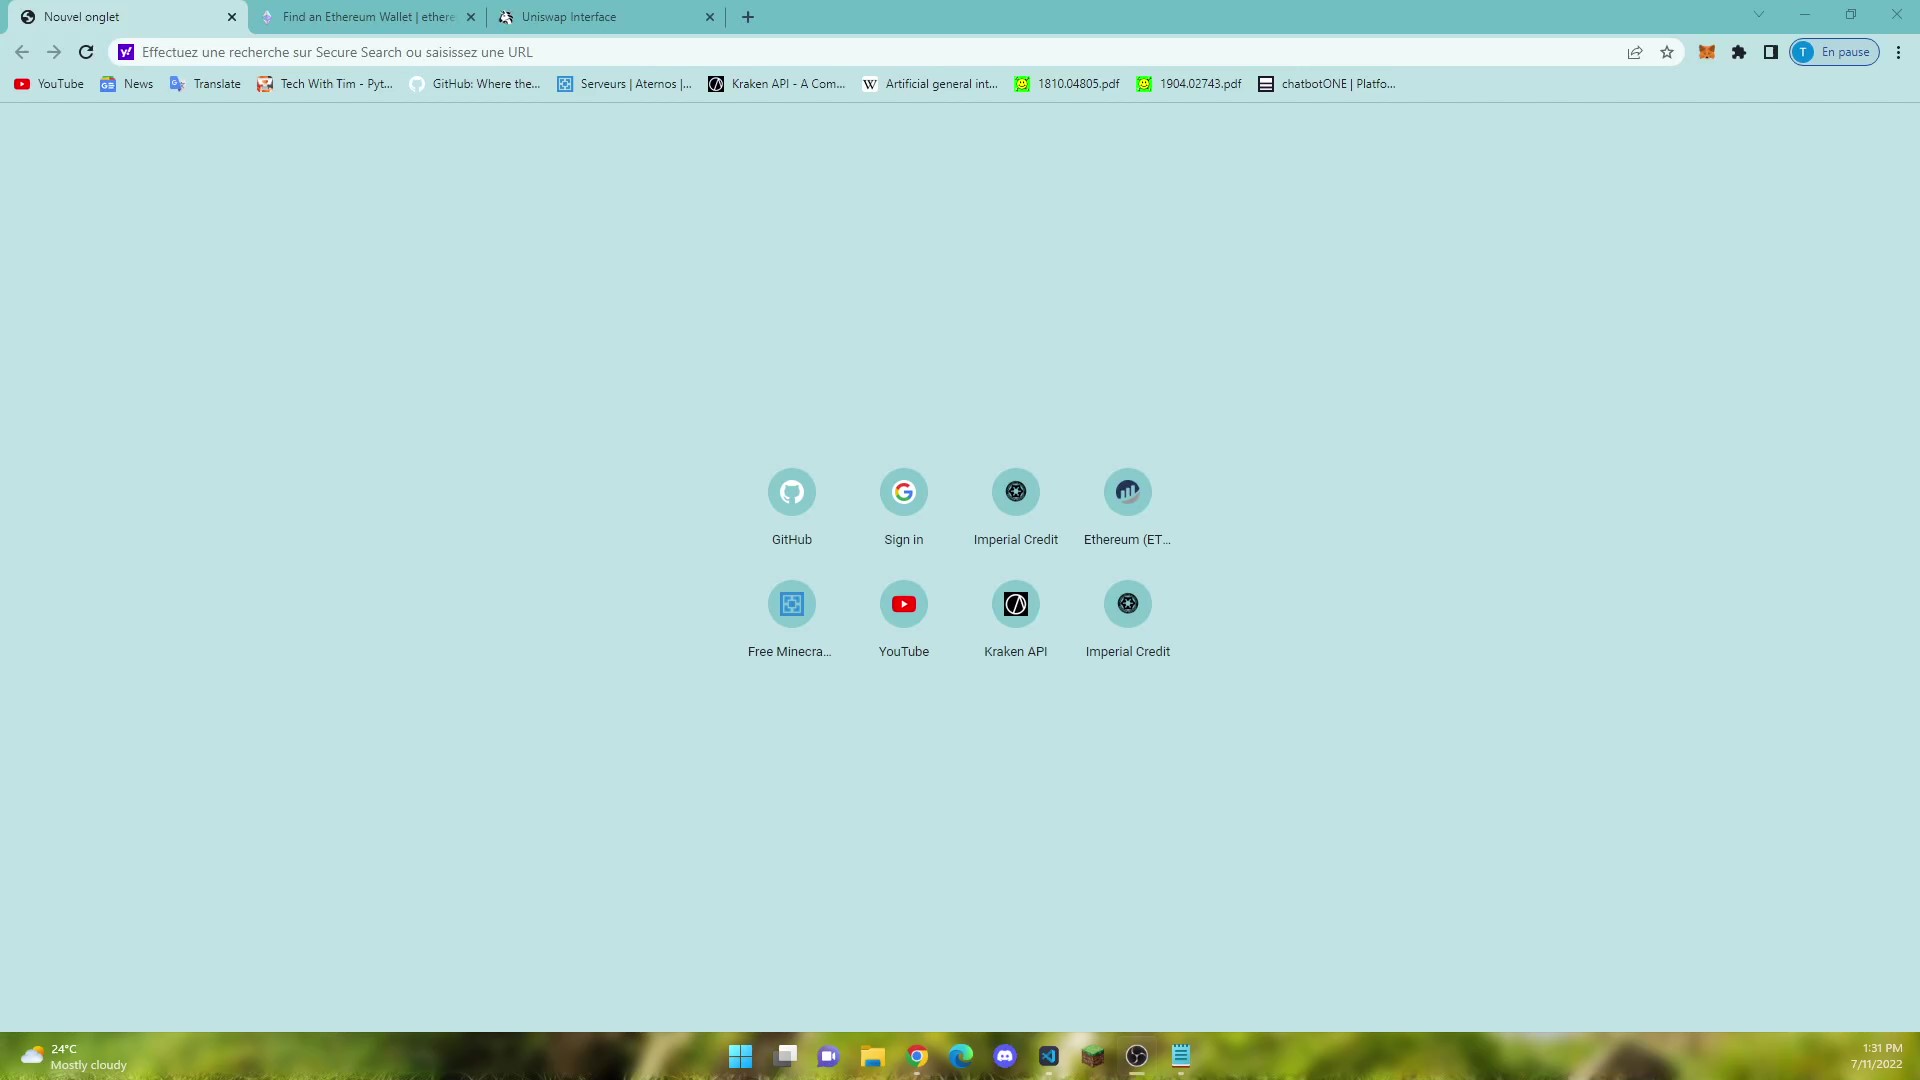 Nouvel onglet
Find an Ethereum Wallet | ethere
Uniswap Interface
Effectuez une recherche sur Secure Search ou saisissez une URL
T
En pause
YouTube
News
Translate
Tech With Tim - Pyt...
GitHub: Where the...
Serveurs | Aternos |...
Kraken API - A Com...
Artificial general int...
1810.04805.pdf
1904.02743.pdf
chatbotONE | Platfo...
GitHub
Sign in
Imperial Credit
Ethereum (ET...
Free Minecra...
YouTube
Kraken API
Imperial Credit
24°C
Mostly cloudy
1:31 PM
7/11/2022